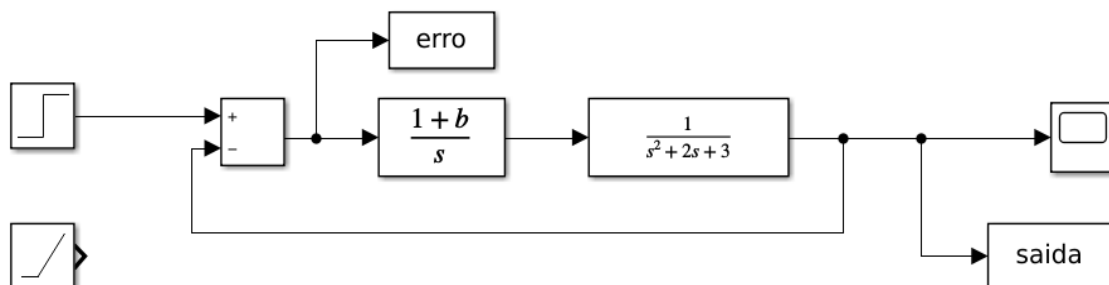 erro
+
−
1 + b
s
1
s² + 2s + 3
saida